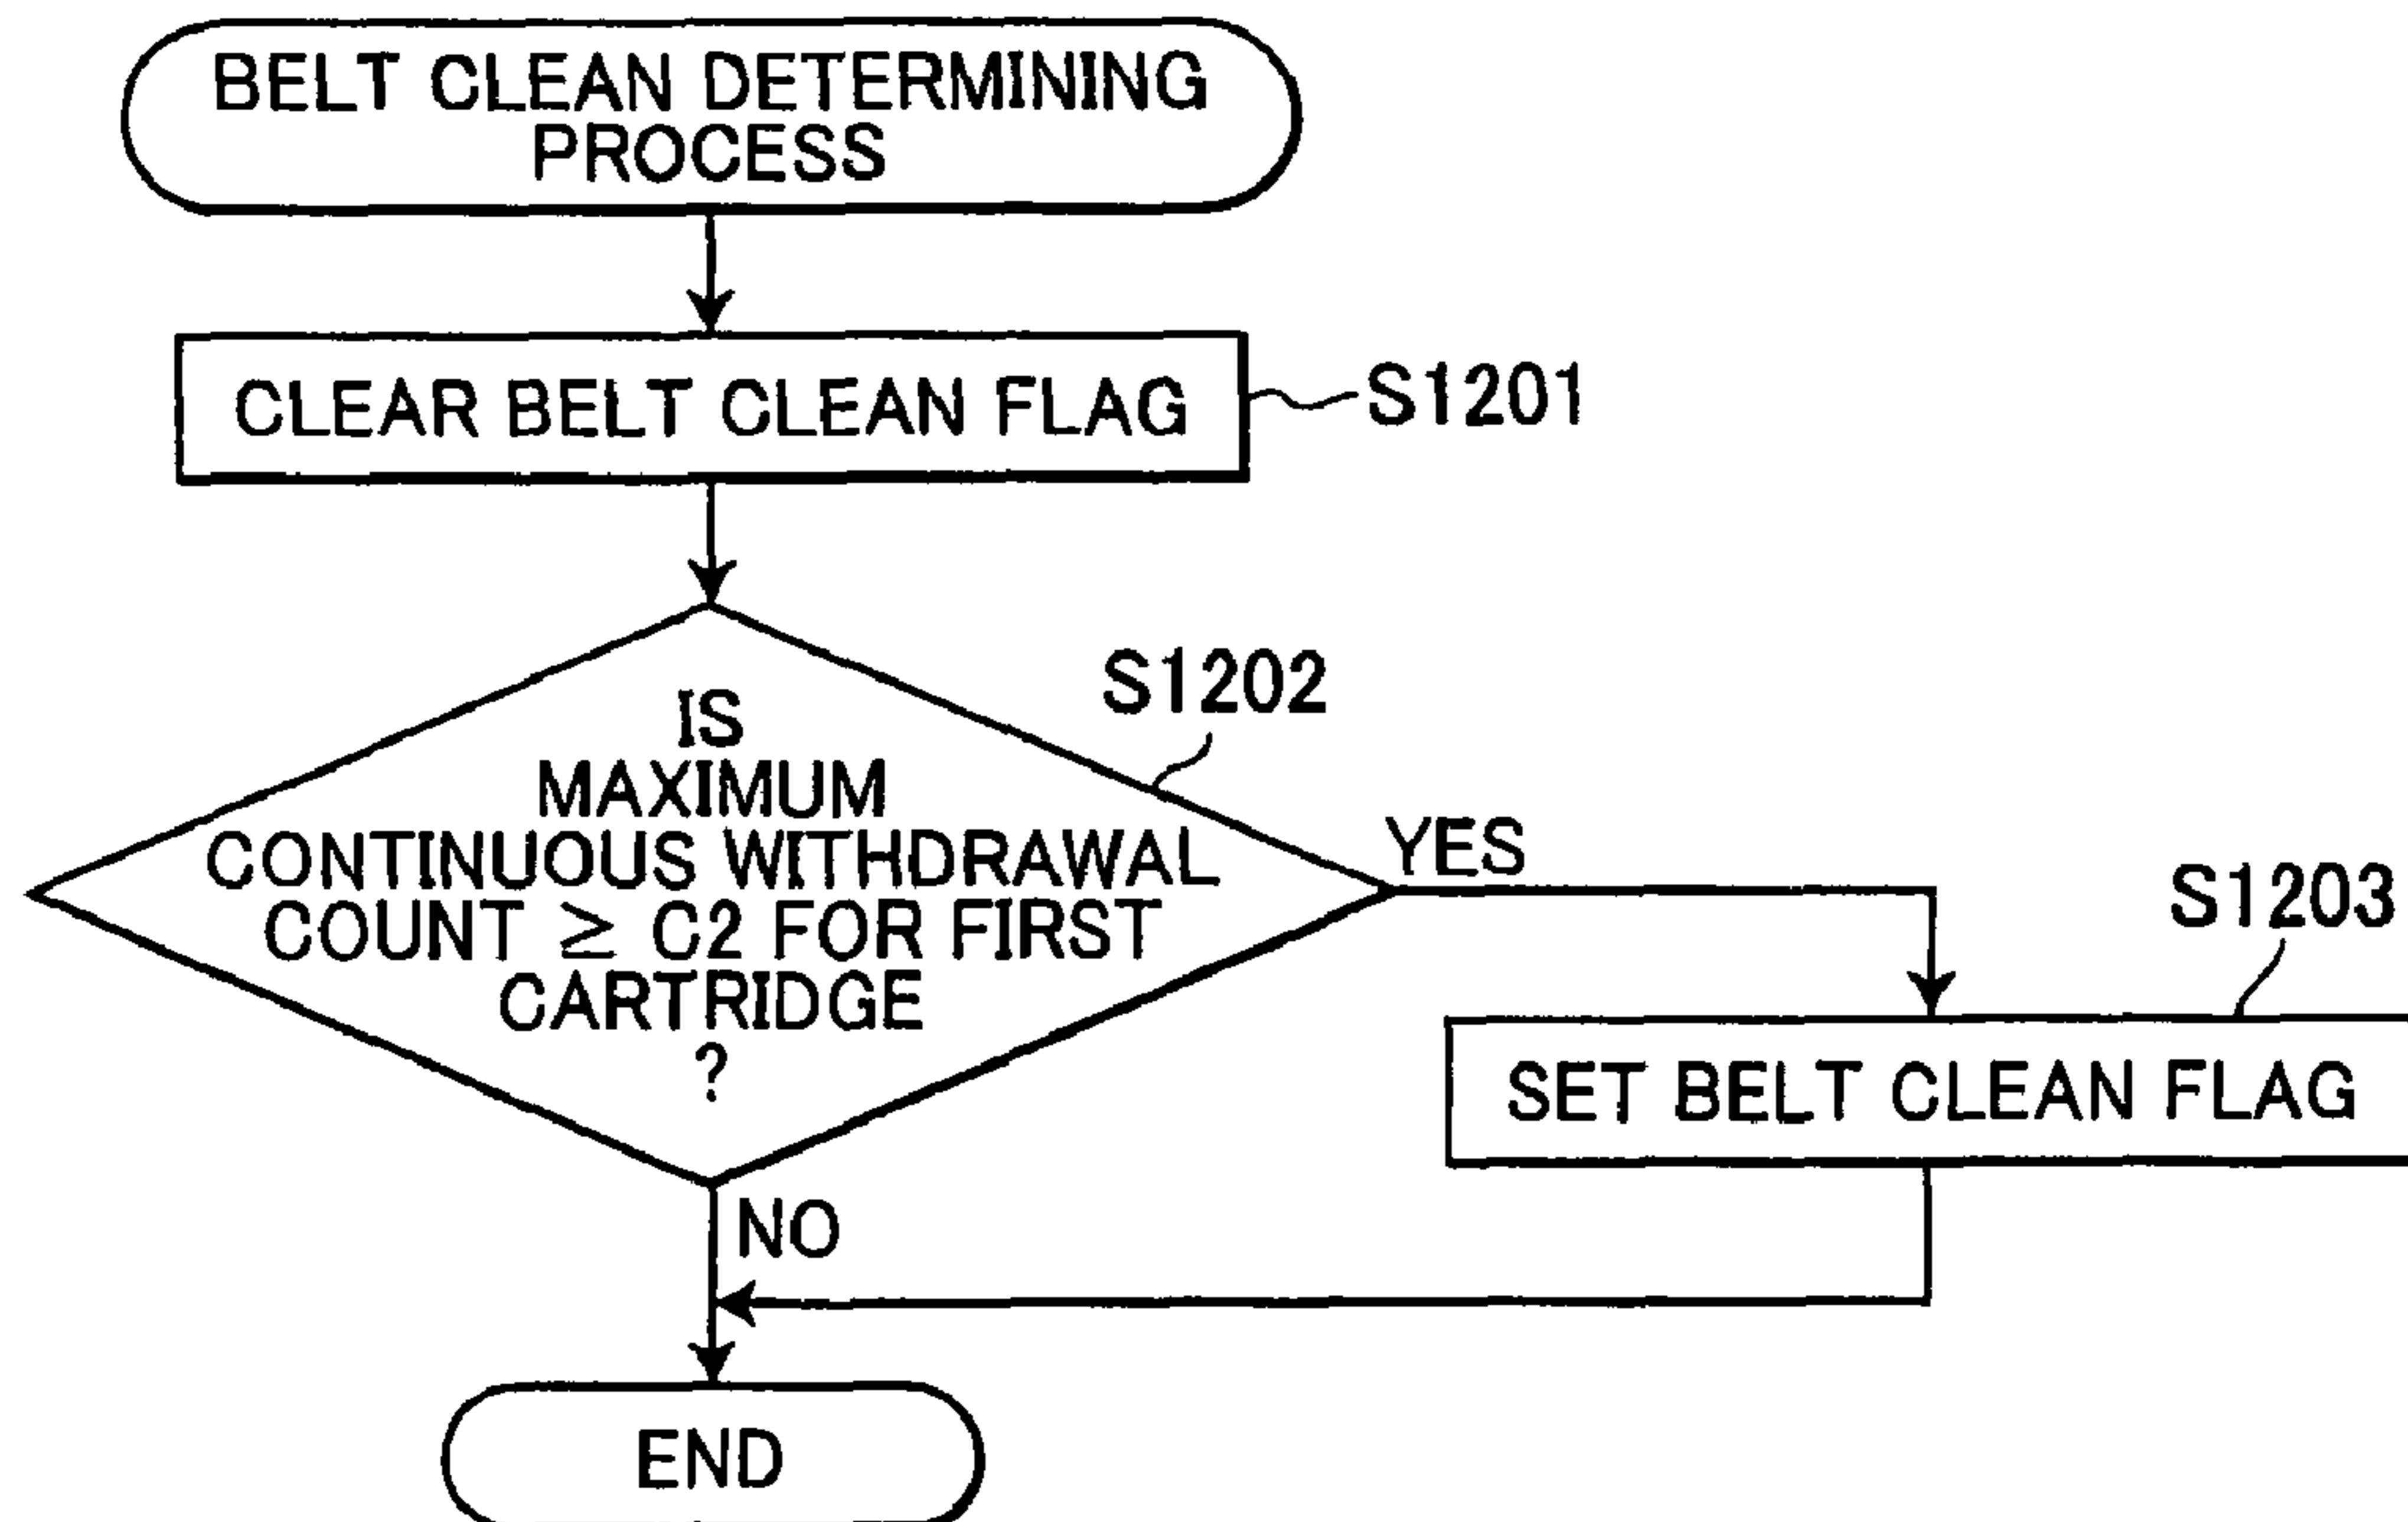 BELT CLEAN DETERMINING
PROCESS
CLEAR BELT CLEAN FLAG
S1201
S1202
IS
MAXIMUM
CONTINUOUS WITHDRAWAL
COUNT ≧ C2 FOR FIRST
CARTRIDGE
?
YES
S1203
SET BELT CLEAN FLAG
NO
END